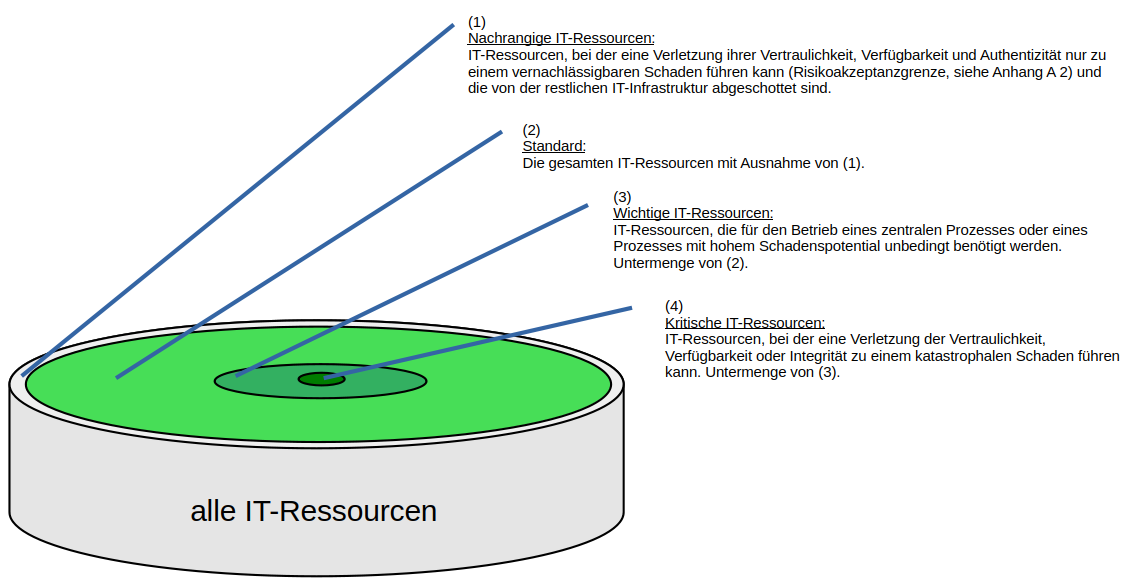 (1)
Nachrangige IT-Ressourcen:
IT-Ressourcen, bei der eine Verletzung ihrer Vertraulichkeit, Verfügbarkeit und Authentizität nur zu
einem vernachlässigbaren Schaden führen kann (Risikoakzeptanzgrenze, siehe Anhang A 2) und
die von der restlichen IT-Infrastruktur abgeschottet sind.
(2)
Standard:
Die gesamten IT-Ressourcen mit Ausnahme von (1).
(3)
Wichtige IT-Ressourcen:
IT-Ressourcen, die für den Betrieb eines zentralen Prozesses oder eines
Prozesses mit hohem Schadenspotential unbedingt benötigt werden.
Untermenge von (2).
(4)
Kritische IT-Ressourcen:
IT-Ressourcen, bei der eine Verletzung der Vertraulichkeit,
Verfügbarkeit oder Integrität zu einem katastrophalen Schaden führen
kann. Untermenge von (3).
alle IT-Ressourcen